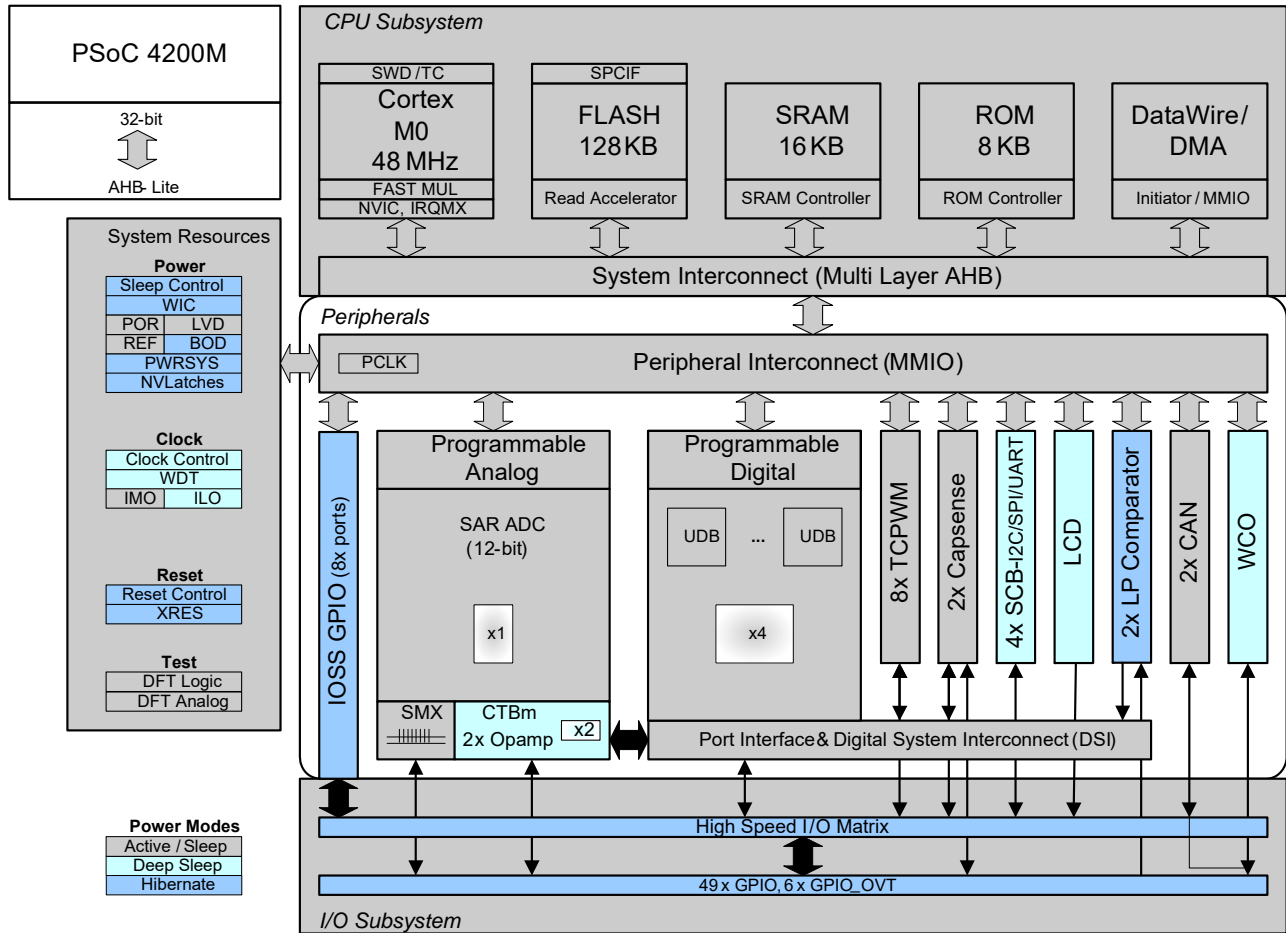 PSoC 4200M
32-bit
AHB- Lite
CPU Subsystem
SWD /TC
Cortex
M0
48 MHz
FAST MUL
NVIC, IRQMX
SPCIF
FLASH
128 KB
Read Accelerator
SRAM
16 KB
SRAM Controller
ROM
8 KB
ROM Controller
DataWire/
DMA
Initiator / MMIO
System Interconnect (Multi Layer AHB)
System Resources
Power
Sleep Control
WIC
POR LVD
REF BOD
PWRSYS
NVLatches
Clock
Clock Control
WDT
IMO ILO
Reset
Reset Control
XRES
Test
DFT Logic
DFT Analog
Peripherals
PCLK
Peripheral Interconnect (MMIO)
IOSS GPIO (8x ports)
Programmable
Analog
SAR ADC
(12-bit)
x1
SMX
CTBm
2x Opamp
x2
Programmable
Digital
UDB ... UDB
x4
8x TCPWM
2x Capsense
4x SCB-I2C/SPI/UART
LCD
2x LP Comparator
2x CAN
WCO
Port Interface & Digital System Interconnect (DSI)
High Speed I/O Matrix
49 x GPIO, 6 x GPIO_OVT
I/O Subsystem
Power Modes
Active / Sleep
Deep Sleep
Hibernate